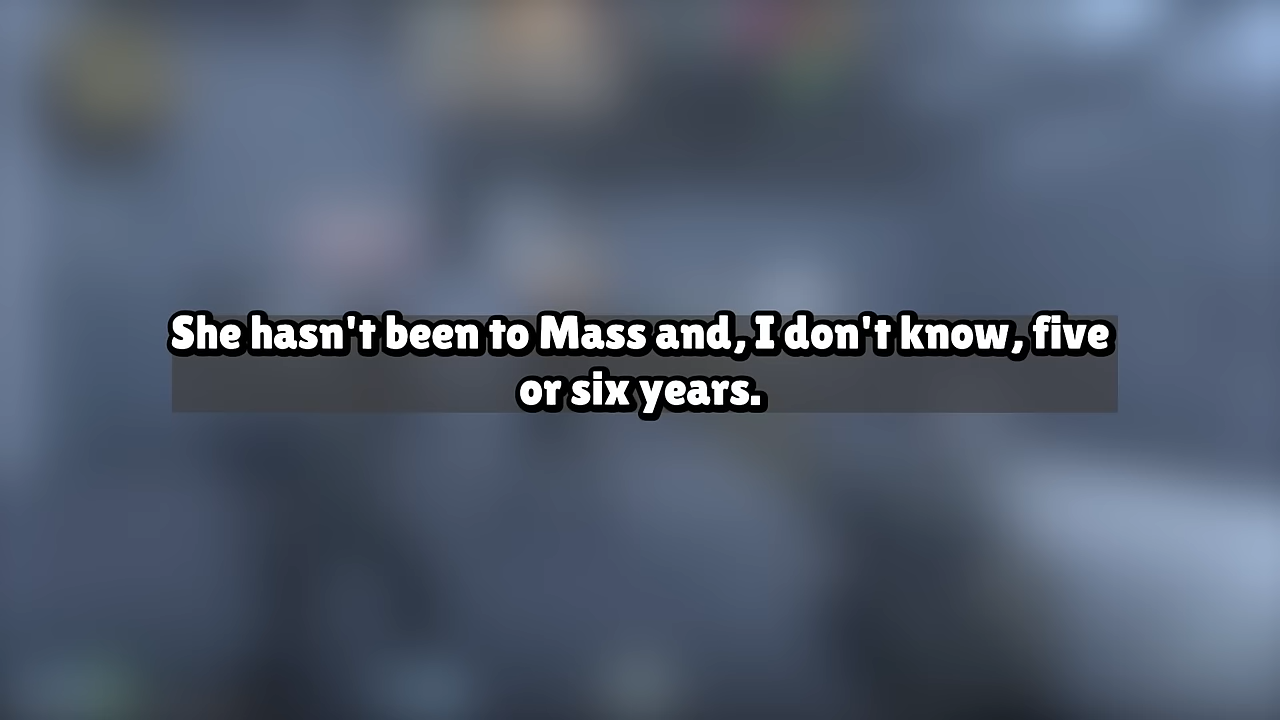 She hasn't been to Mass and, I don't know, five
or six years.